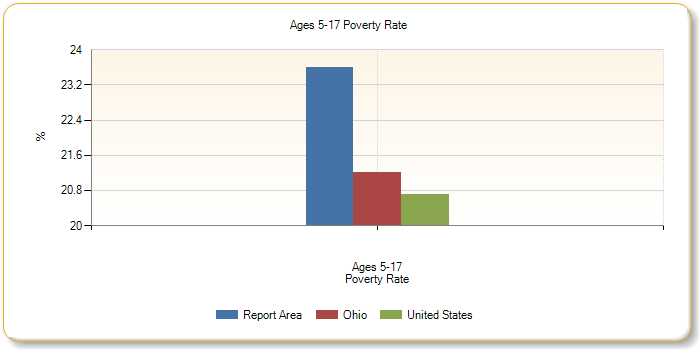 Ages 5-17 Poverty Rate
24
23.2
22.4
%
21.6
20.8
20
Ages 5-17
Poverty Rate
Report Area Ohio United States